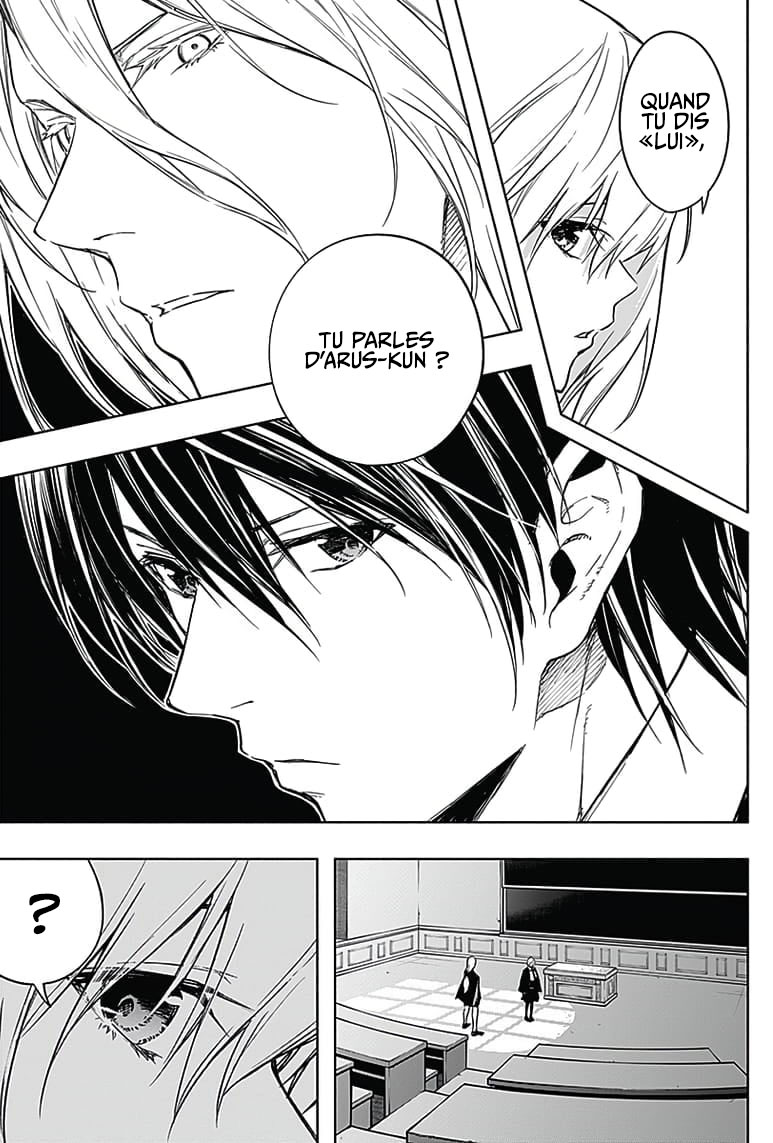 QUAND
TU DIS
«LUI»,
TU PARLES
D'ARUS-KUN ?
?